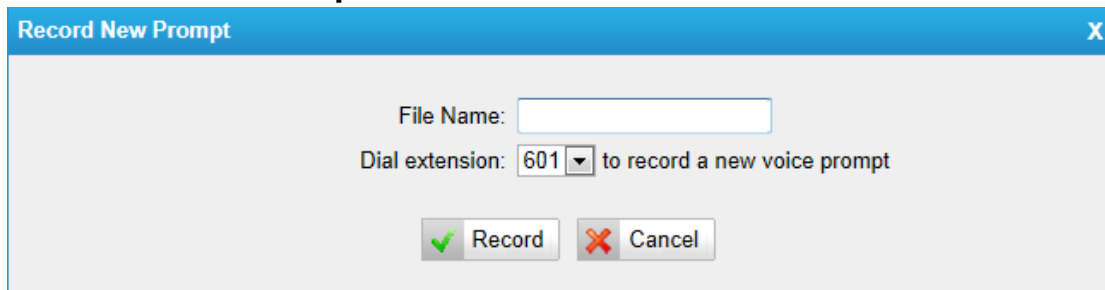 Record New Prompt X
File Name:
Dial extension: 601 to record a new voice prompt
Record Cancel